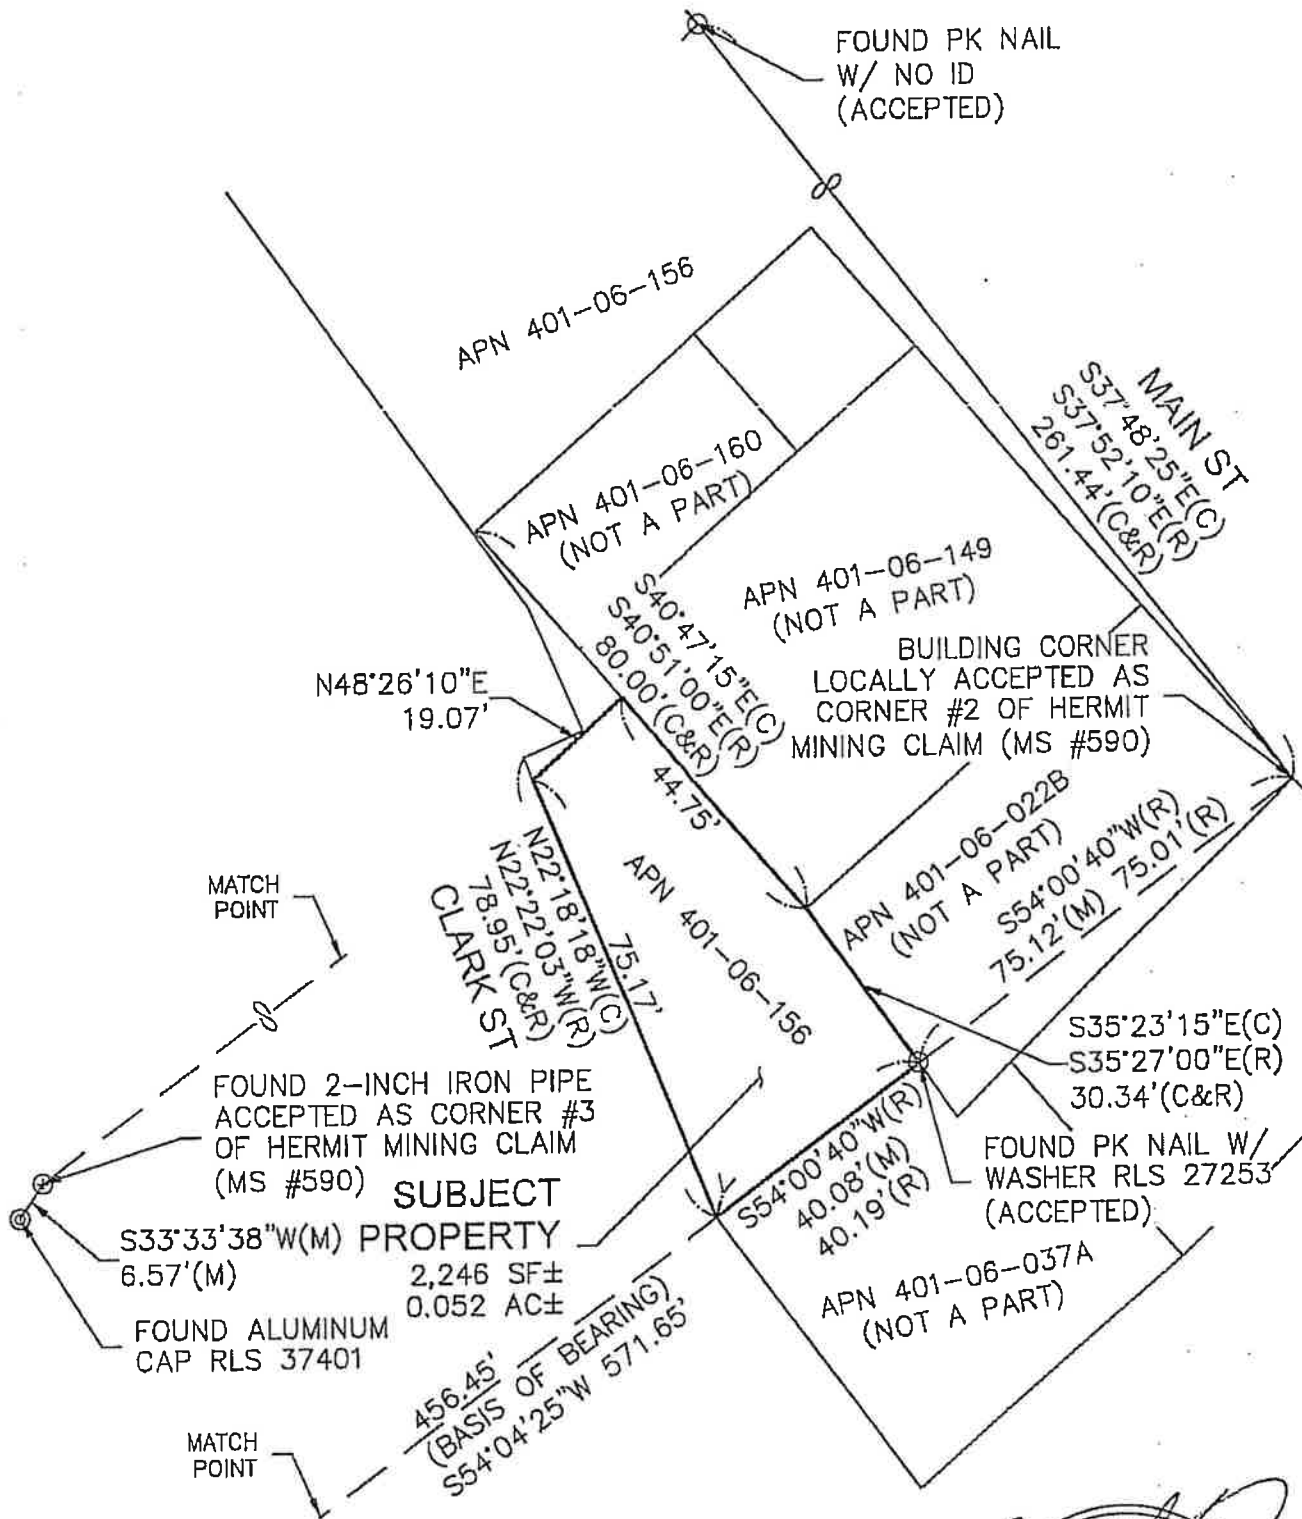 FOUND PK NAIL
W/ NO ID
(ACCEPTED)
APN 401-06-156
MAIN ST
S37°48'25"E(C)
S37°52'10"E(R)
261.44'(C&R)
APN 401-06-160
(NOT A PART)
APN 401-06-149
(NOT A PART)
S40°47'15"E(C)
S40°51'00"E(R)
80.00'(C&R)
BUILDING CORNER
LOCALLY ACCEPTED AS
CORNER #2 OF HERMIT
MINING CLAIM (MS #590)
N48°26'10"E
19.07'
44.75'
APN 401-06-022B
(NOT A PART)
S54°00'40"W(R)
75.12'(M) 75.01'(R)
APN 401-06-156
75.17'
N22°18'18"W(C)
N22°22'03"W(R)
78.95'(C&R)
CLARK ST
MATCH
POINT
S35°23'15"E(C)
S35°27'00"E(R)
30.34'(C&R)
FOUND 2-INCH IRON PIPE
ACCEPTED AS CORNER #3
OF HERMIT MINING CLAIM
(MS #590)
SUBJECT
PROPERTY
2,246 SF±
0.052 AC±
S54°00'40"W(R)
40.08'(M)
40.19'(R)
FOUND PK NAIL W/
WASHER RLS 27253
(ACCEPTED)
S33°33'38"W(M)
6.57'(M)
FOUND ALUMINUM
CAP RLS 37401
APN 401-06-037A
(NOT A PART)
456.45'
(BASIS OF BEARING)
S54°04'25"W 571.65'
MATCH
POINT